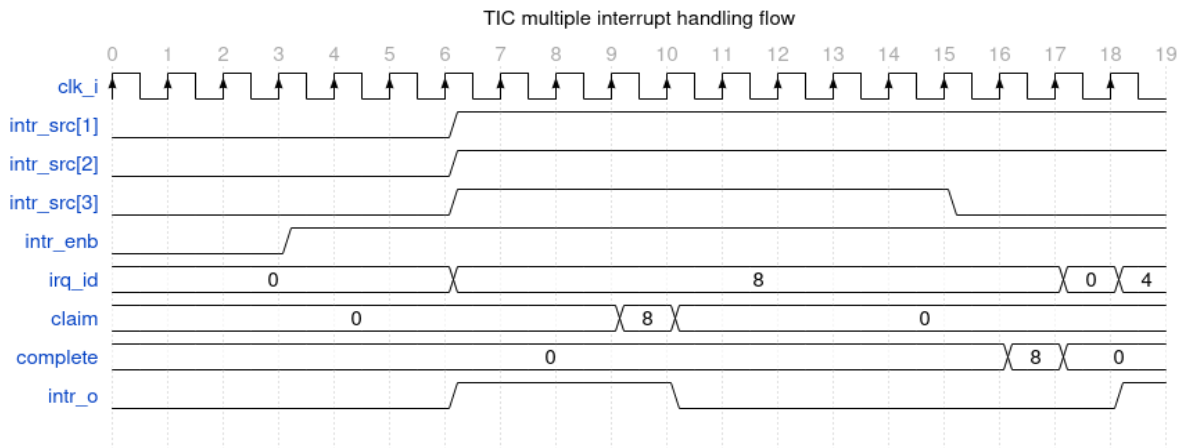 TIC multiple interrupt handling flow
0 1 2 3 4 5 6 7 8 9 10 11 12 13 14 15 16 17 18 19
clk_i
intr_src[1]
intr_src[2]
intr_src[3]
intr_enb
irq_id 0 8 0 4
claim 0 8 0
complete 0 8 0
intr_o